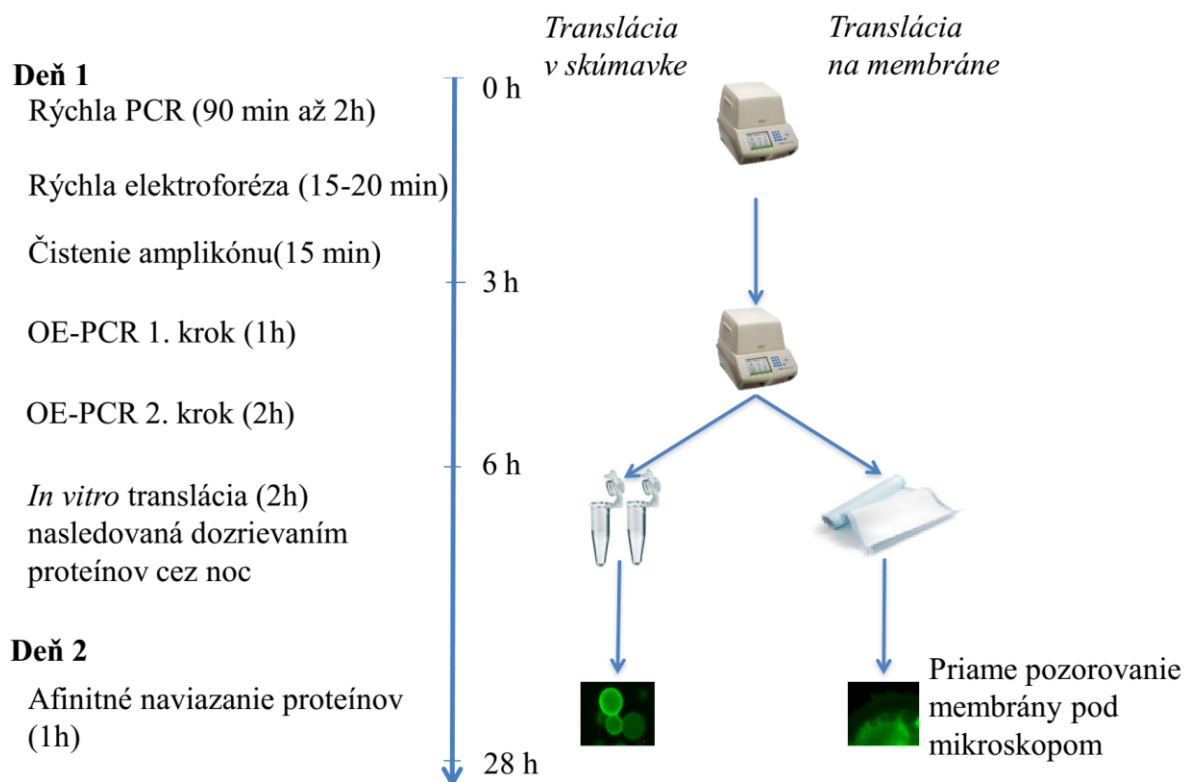 Translácia
v skúmavke
Translácia
na membráne
Deň 1
0 h
Rýchla PCR (90 min až 2h)
Rýchla elektroforéza (15-20 min)
Čistenie amplikónu(15 min)
3 h
OE-PCR 1. krok (1h)
OE-PCR 2. krok (2h)
6 h
In vitro translácia (2h)
nasledovaná dozrievaním
proteínov cez noc
Deň 2
Afinitné naviazanie proteínov
(1h)
Priame pozorovanie
membrány pod
mikroskopom
28 h